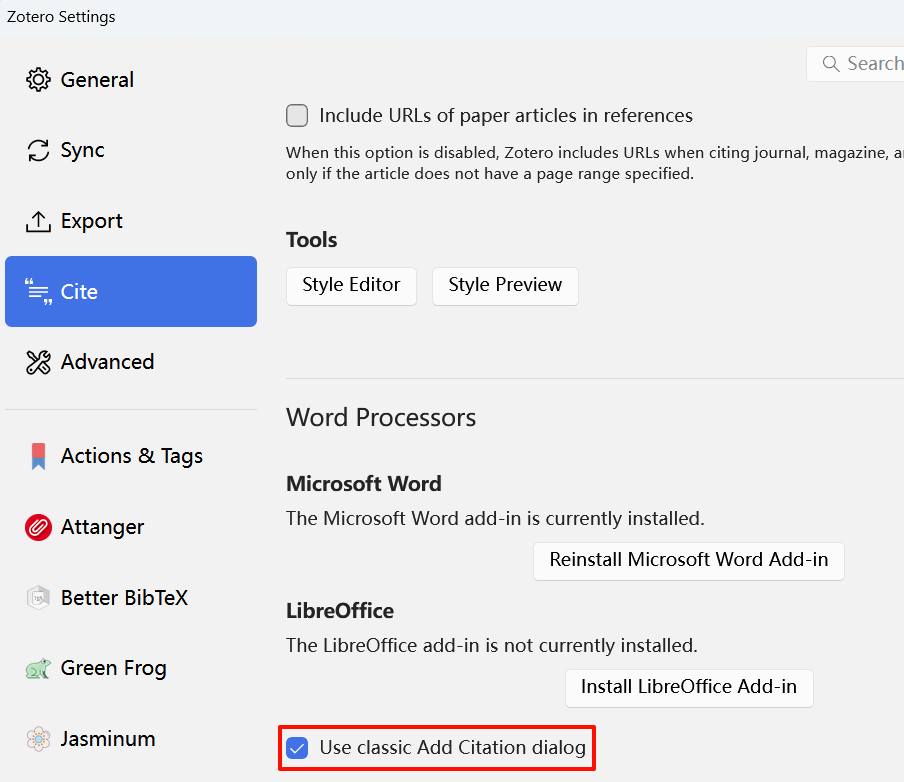 Zotero Settings
General
Search
Include URLs of paper articles in references
Sync
When this option is disabled, Zotero includes URLs when citing journal, magazine,
only if the article does not have a page range specified.
Export
Tools
Style Editor
Style Preview
Cite
Advanced
Word Processors
Actions & Tags
Microsoft Word
The Microsoft Word add-in is currently installed.
Attanger
Reinstall Microsoft Word Add-in
Better BibTeX
LibreOffice
The LibreOffice add-in is not currently installed.
Green Frog
Install LibreOffice Add-in
Jasminum
Use classic Add Citation dialog